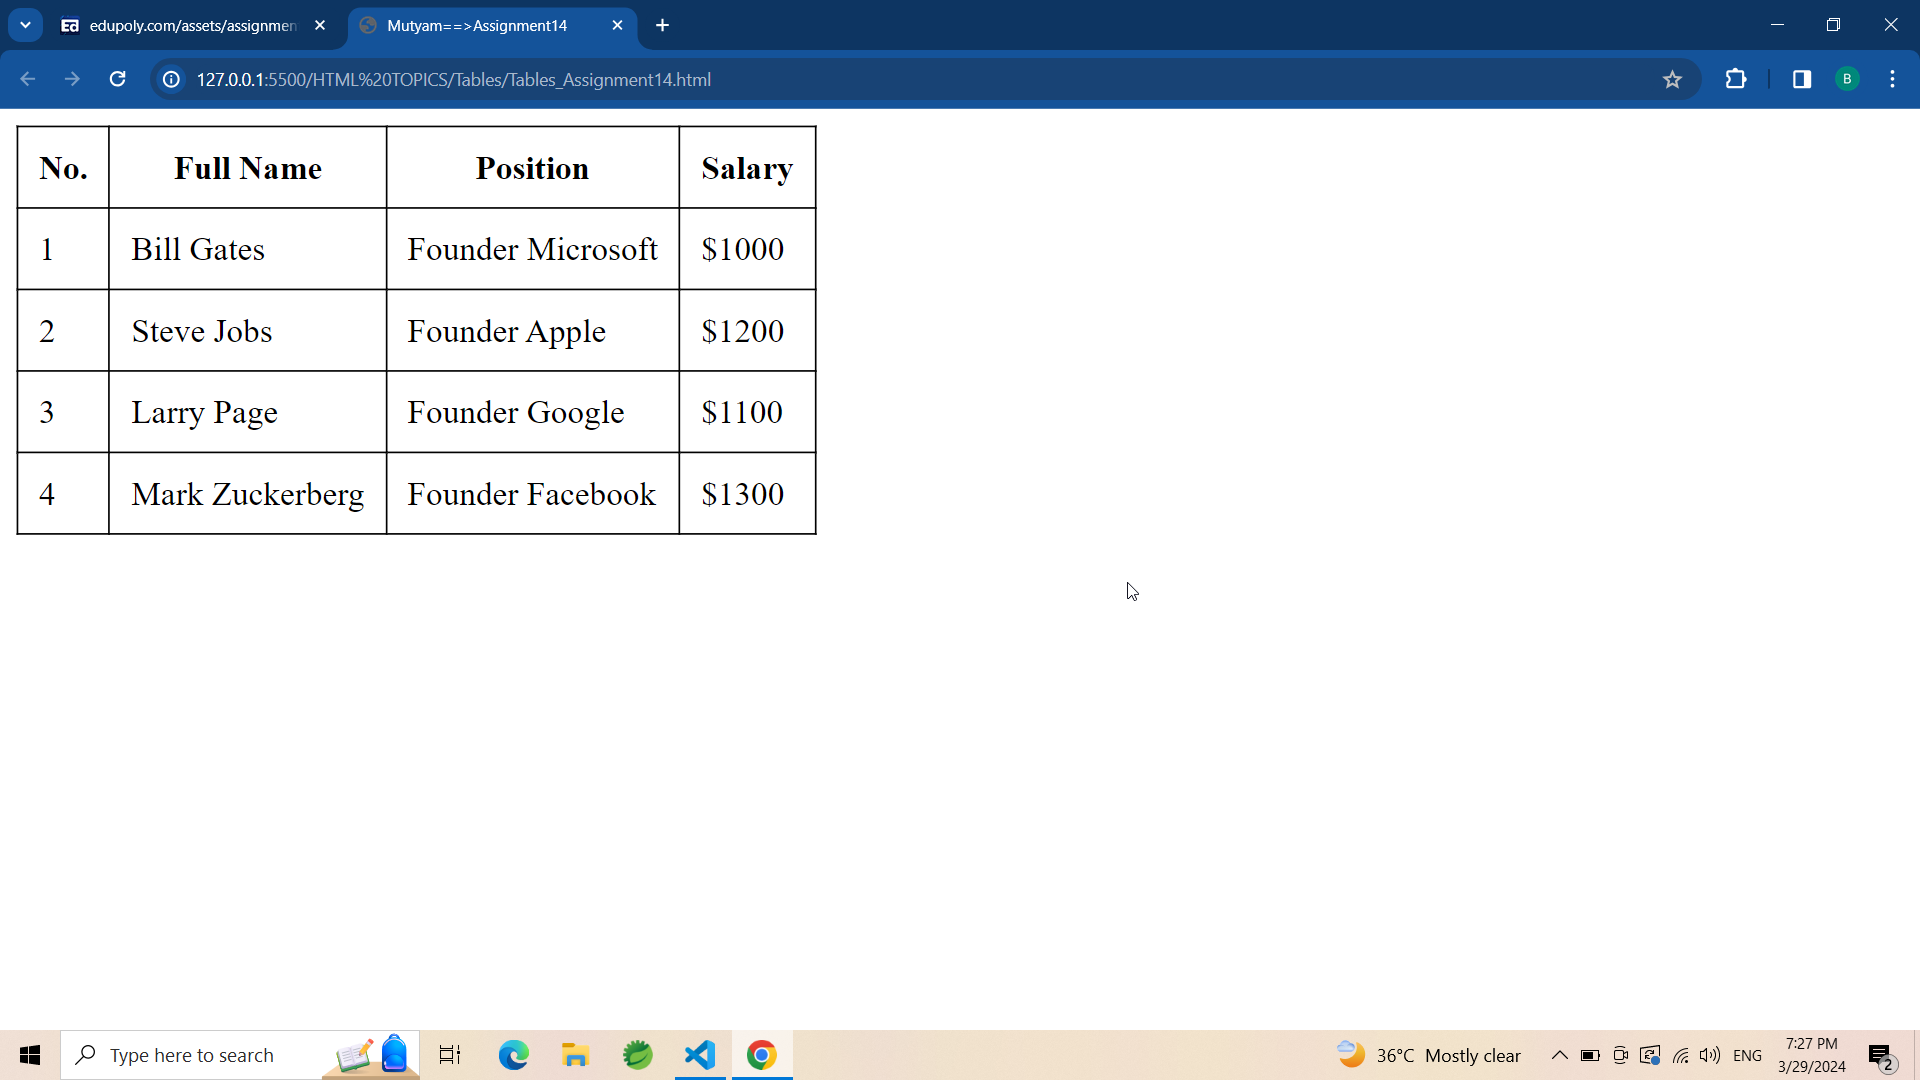 edupoly.com/assets/assignmen
Mutyam==>Assignment14
127.0.0.1:5500/HTML%20TOPICS/Tables/Tables_Assignment14.html
B
No. Full Name Position Salary
1 Bill Gates Founder Microsoft $1000
2 Steve Jobs Founder Apple $1200
3 Larry Page Founder Google $1100
4 Mark Zuckerberg Founder Facebook $1300
Type here to search
36°C Mostly clear
ENG
7:27 PM
3/29/2024
2